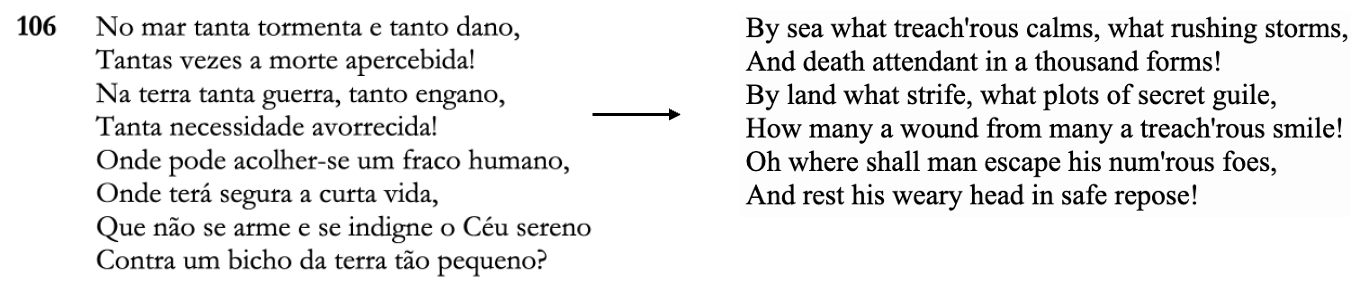 106 No mar tanta tormenta e tanto dano,
Tantas vezes a morte apercebida!
Na terra tanta guerra, tanto engano,
Tanta necessidade avorrecida!
Onde pode acolher-se um fraco humano,
Onde terá segura a curta vida,
Que não se arme e se indigne o Céu sereno
Contra um bicho da terra tão pequeno?
By sea what treach'rous calms, what rushing storms,
And death attendant in a thousand forms!
By land what strife, what plots of secret guile,
How many a wound from many a treach'rous smile!
Oh where shall man escape his num'rous foes,
And rest his weary head in safe repose!